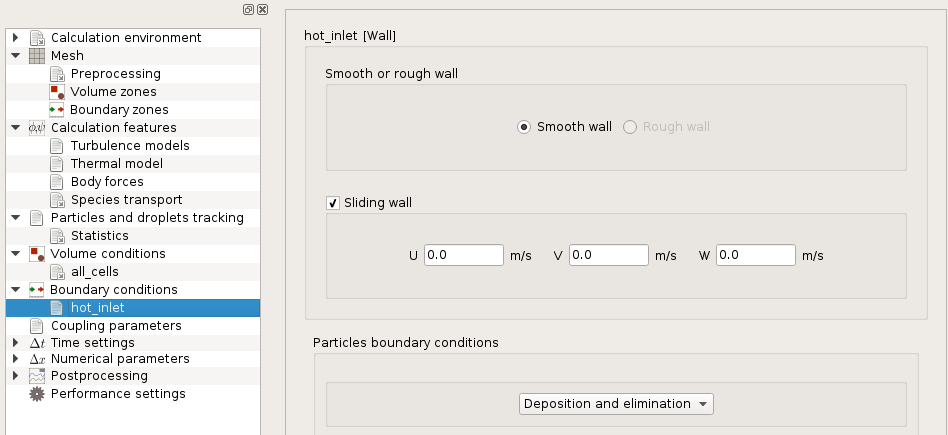 Calculation environment
Mesh
Preprocessing
Volume zones
Boundary zones
Calculation features
Turbulence models
Thermal model
Body forces
Species transport
Particles and droplets tracking
Statistics
Volume conditions
all_cells
Boundary conditions
hot_inlet
Coupling parameters
Δt Time settings
Δx Numerical parameters
Postprocessing
Performance settings
hot_inlet [Wall]
Smooth or rough wall
Smooth wall Rough wall
Sliding wall
U 0.0 m/s V 0.0 m/s W 0.0 m/s
Particles boundary conditions
Deposition and elimination